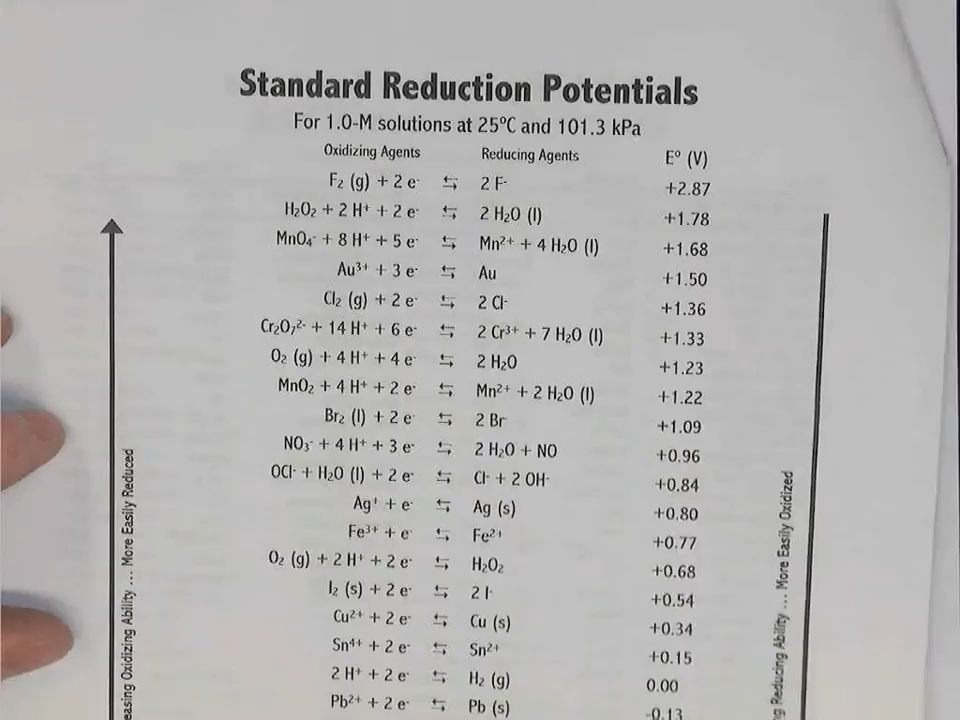 Standard Reduction Potentials
For 1.0-M solutions at 25°C and 101.3 kPa
Oxidizing Agents Reducing Agents E° (V)
F₂ (g) + 2 e⁻ ⇆ 2 F⁻ +2.87
H₂O₂ + 2 H⁺ + 2 e⁻ ⇆ 2 H₂O (l) +1.78
MnO₄⁻ + 8 H⁺ + 5 e⁻ ⇆ Mn²⁺ + 4 H₂O (l) +1.68
Au³⁺ + 3 e⁻ ⇆ Au +1.50
Cl₂ (g) + 2 e⁻ ⇆ 2 Cl⁻ +1.36
Cr₂O₇²⁻ + 14 H⁺ + 6 e⁻ ⇆ 2 Cr³⁺ + 7 H₂O (l) +1.33
O₂ (g) + 4 H⁺ + 4 e⁻ ⇆ 2 H₂O +1.23
MnO₂ + 4 H⁺ + 2 e⁻ ⇆ Mn²⁺ + 2 H₂O (l) +1.22
Br₂ (l) + 2 e⁻ ⇆ 2 Br⁻ +1.09
NO₃⁻ + 4 H⁺ + 3 e⁻ ⇆ 2 H₂O + NO +0.96
OCl⁻ + H₂O (l) + 2 e⁻ ⇆ Cl⁻ + 2 OH⁻ +0.84
Ag⁺ + e⁻ ⇆ Ag (s) +0.80
Fe³⁺ + e⁻ ⇆ Fe²⁺ +0.77
O₂ (g) + 2 H⁺ + 2 e⁻ ⇆ H₂O₂ +0.68
I₂ (s) + 2 e⁻ ⇆ 2 I⁻ +0.54
Cu²⁺ + 2 e⁻ ⇆ Cu (s) +0.34
Sn⁴⁺ + 2 e⁻ ⇆ Sn²⁺ +0.15
2 H⁺ + 2 e⁻ ⇆ H₂ (g) 0.00
Pb²⁺ + 2 e⁻ ⇆ Pb (s) -0.13
Oxidizing Ability ... More Easily Reduced
Reducing Ability ... More Easily Oxidized